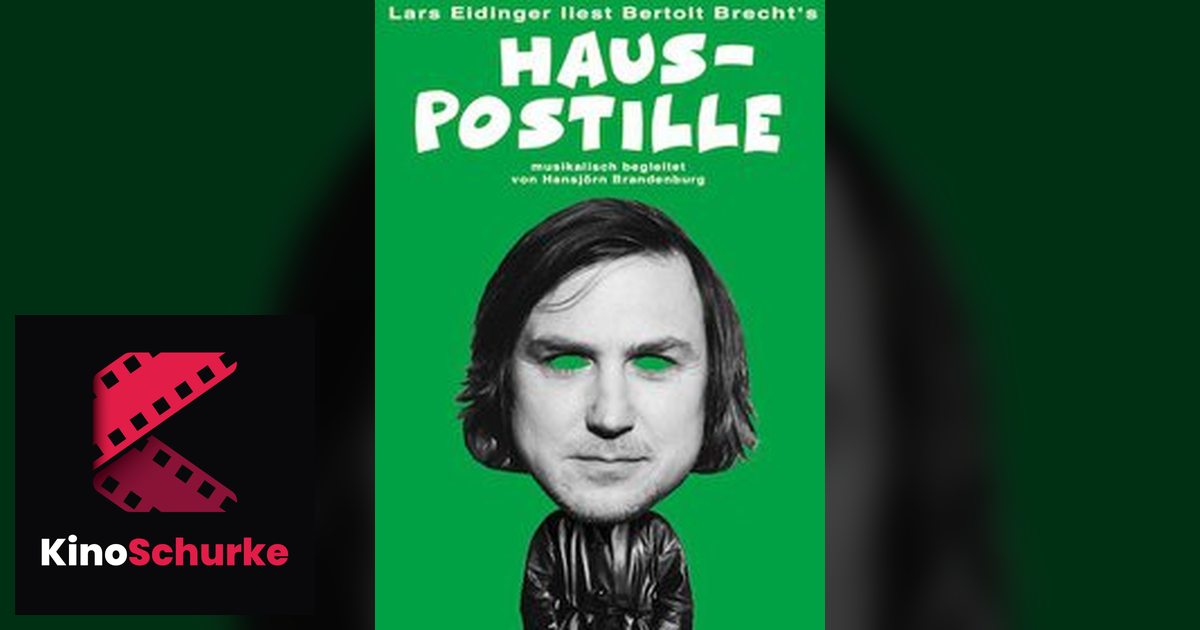 Lars Eidinger liest Bertolt Brecht's
HAUS-
POSTILLE
musikalisch begleitet
von Hansjörn Brandenburg
KinoSchurke